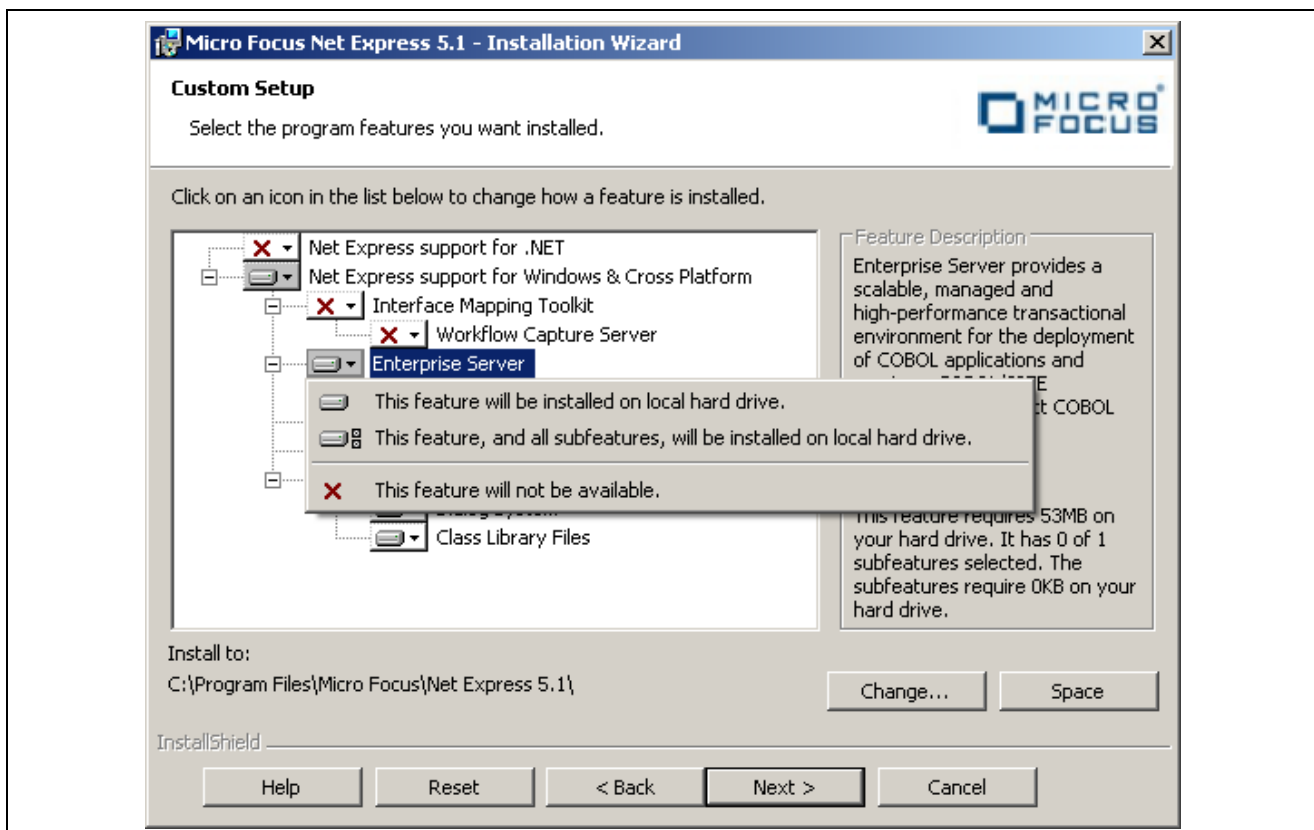 Micro Focus Net Express 5.1 - Installation Wizard
Custom Setup
Select the program features you want installed.
MICRO
FOCUS
Click on an icon in the list below to change how a feature is installed.
Net Express support for .NET
Net Express support for Windows & Cross Platform
Interface Mapping Toolkit
Workflow Capture Server
Enterprise Server
This feature will be installed on local hard drive.
This feature, and all subfeatures, will be installed on local hard drive.
This feature will not be available.
Class Library Files
Feature Description
Enterprise Server provides a
scalable, managed and
high-performance transactional
environment for the deployment
of COBOL applications and
COBOL
This feature requires 53MB on
your hard drive. It has 0 of 1
subfeatures selected. The
subfeatures require 0KB on your
hard drive.
Install to:
C:\Program Files\Micro Focus\Net Express 5.1\
Change...
Space
InstallShield
Help
Reset
< Back
Next >
Cancel